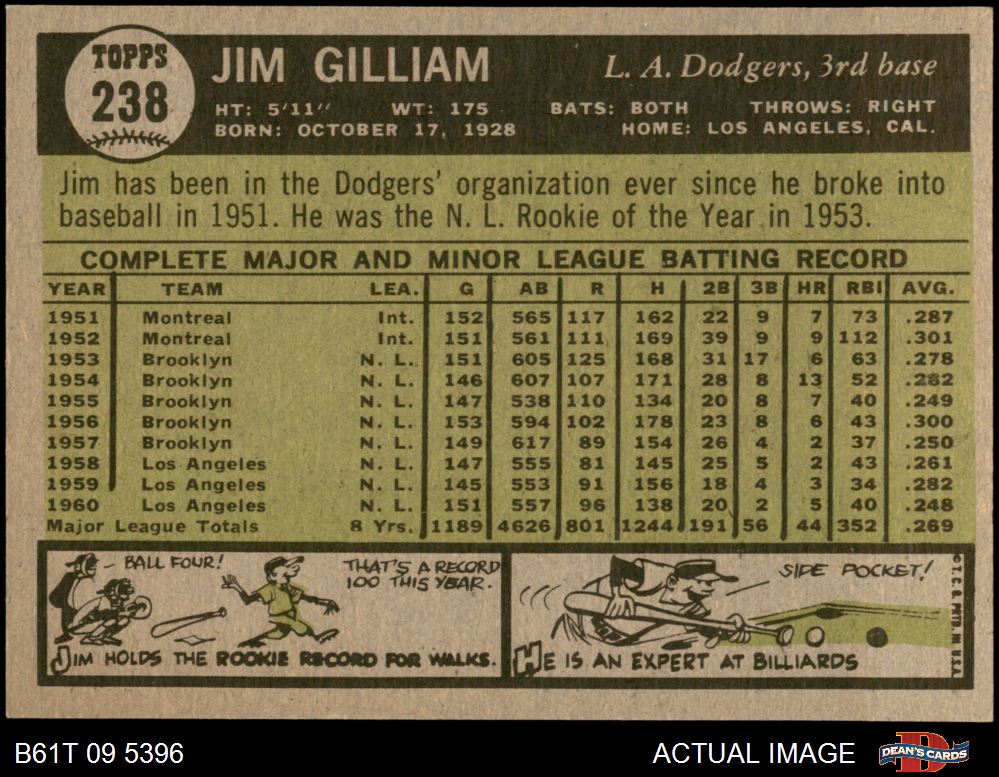 TOPPS
238
JIM GILLIAM
L. A. Dodgers, 3rd base
HT: 5'11" WT: 175 BATS: BOTH THROWS: RIGHT
BORN: OCTOBER 17, 1928 HOME: LOS ANGELES, CAL.
Jim has been in the Dodgers' organization ever since he broke into
baseball in 1951. He was the N. L. Rookie of the Year in 1953.
COMPLETE MAJOR AND MINOR LEAGUE BATTING RECORD
YEAR TEAM LEA. G AB R H 2B 3B HR RBI AVG.
1951 Montreal Int. 152 565 117 162 22 9 7 73 .287
1952 Montreal Int. 151 561 111 169 39 9 9 112 .301
1953 Brooklyn N. L. 151 605 125 168 31 17 6 63 .278
1954 Brooklyn N. L. 146 607 107 171 28 8 13 52 .282
1955 Brooklyn N. L. 147 538 110 134 20 8 7 40 .249
1956 Brooklyn N. L. 153 594 102 178 23 8 6 43 .300
1957 Brooklyn N. L. 149 617 89 154 26 4 2 37 .250
1958 Los Angeles N. L. 147 555 81 145 25 5 2 43 .261
1959 Los Angeles N. L. 145 553 91 156 18 4 3 34 .282
1960 Los Angeles N. L. 151 557 96 138 20 2 5 40 .248
Major League Totals 8 Yrs. 1189 4626 801 1244 191 56 44 352 .269
BALL FOUR!
THAT'S A RECORD
100 THIS YEAR.
JIM HOLDS THE ROOKIE RECORD FOR WALKS.
SIDE POCKET!
HE IS AN EXPERT AT BILLIARDS
© T. C. G. PRTD. IN U.S.A.
B61T 09 5396
ACTUAL IMAGE
DEAN'S CARDS